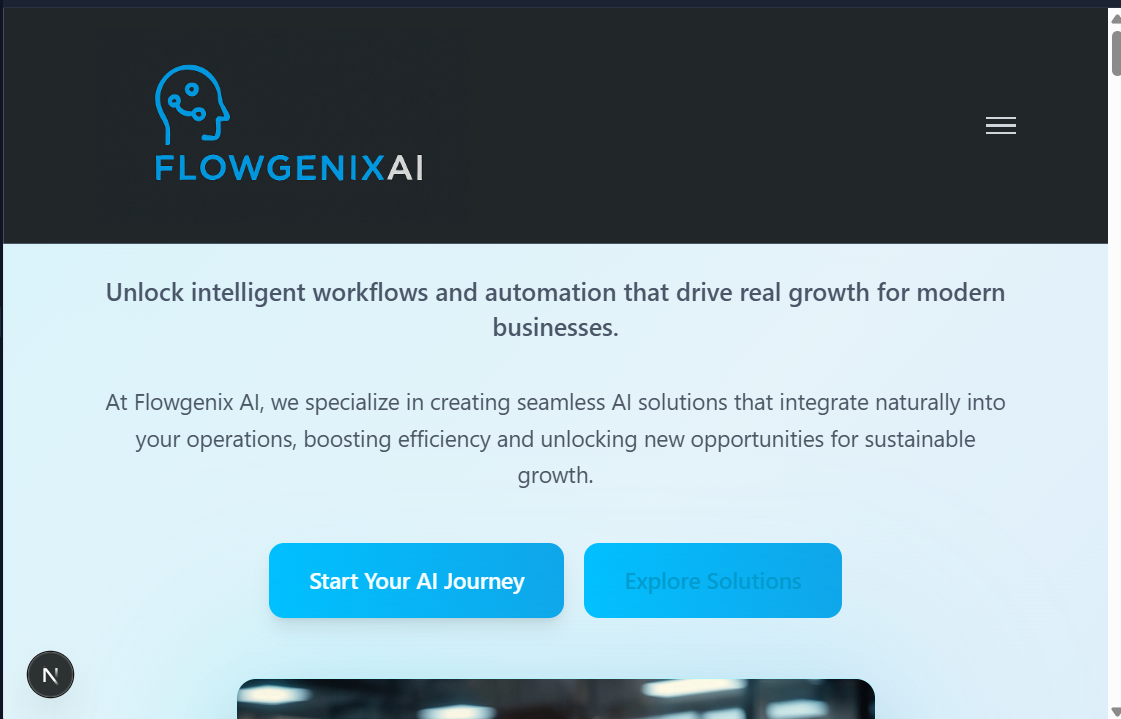 FLOWGENIXAI
Unlock intelligent workflows and automation that drive real growth for modern
businesses.
At Flowgenix AI, we specialize in creating seamless AI solutions that integrate naturally into
your operations, boosting efficiency and unlocking new opportunities for sustainable
growth.
Start Your AI Journey
Explore Solutions
N